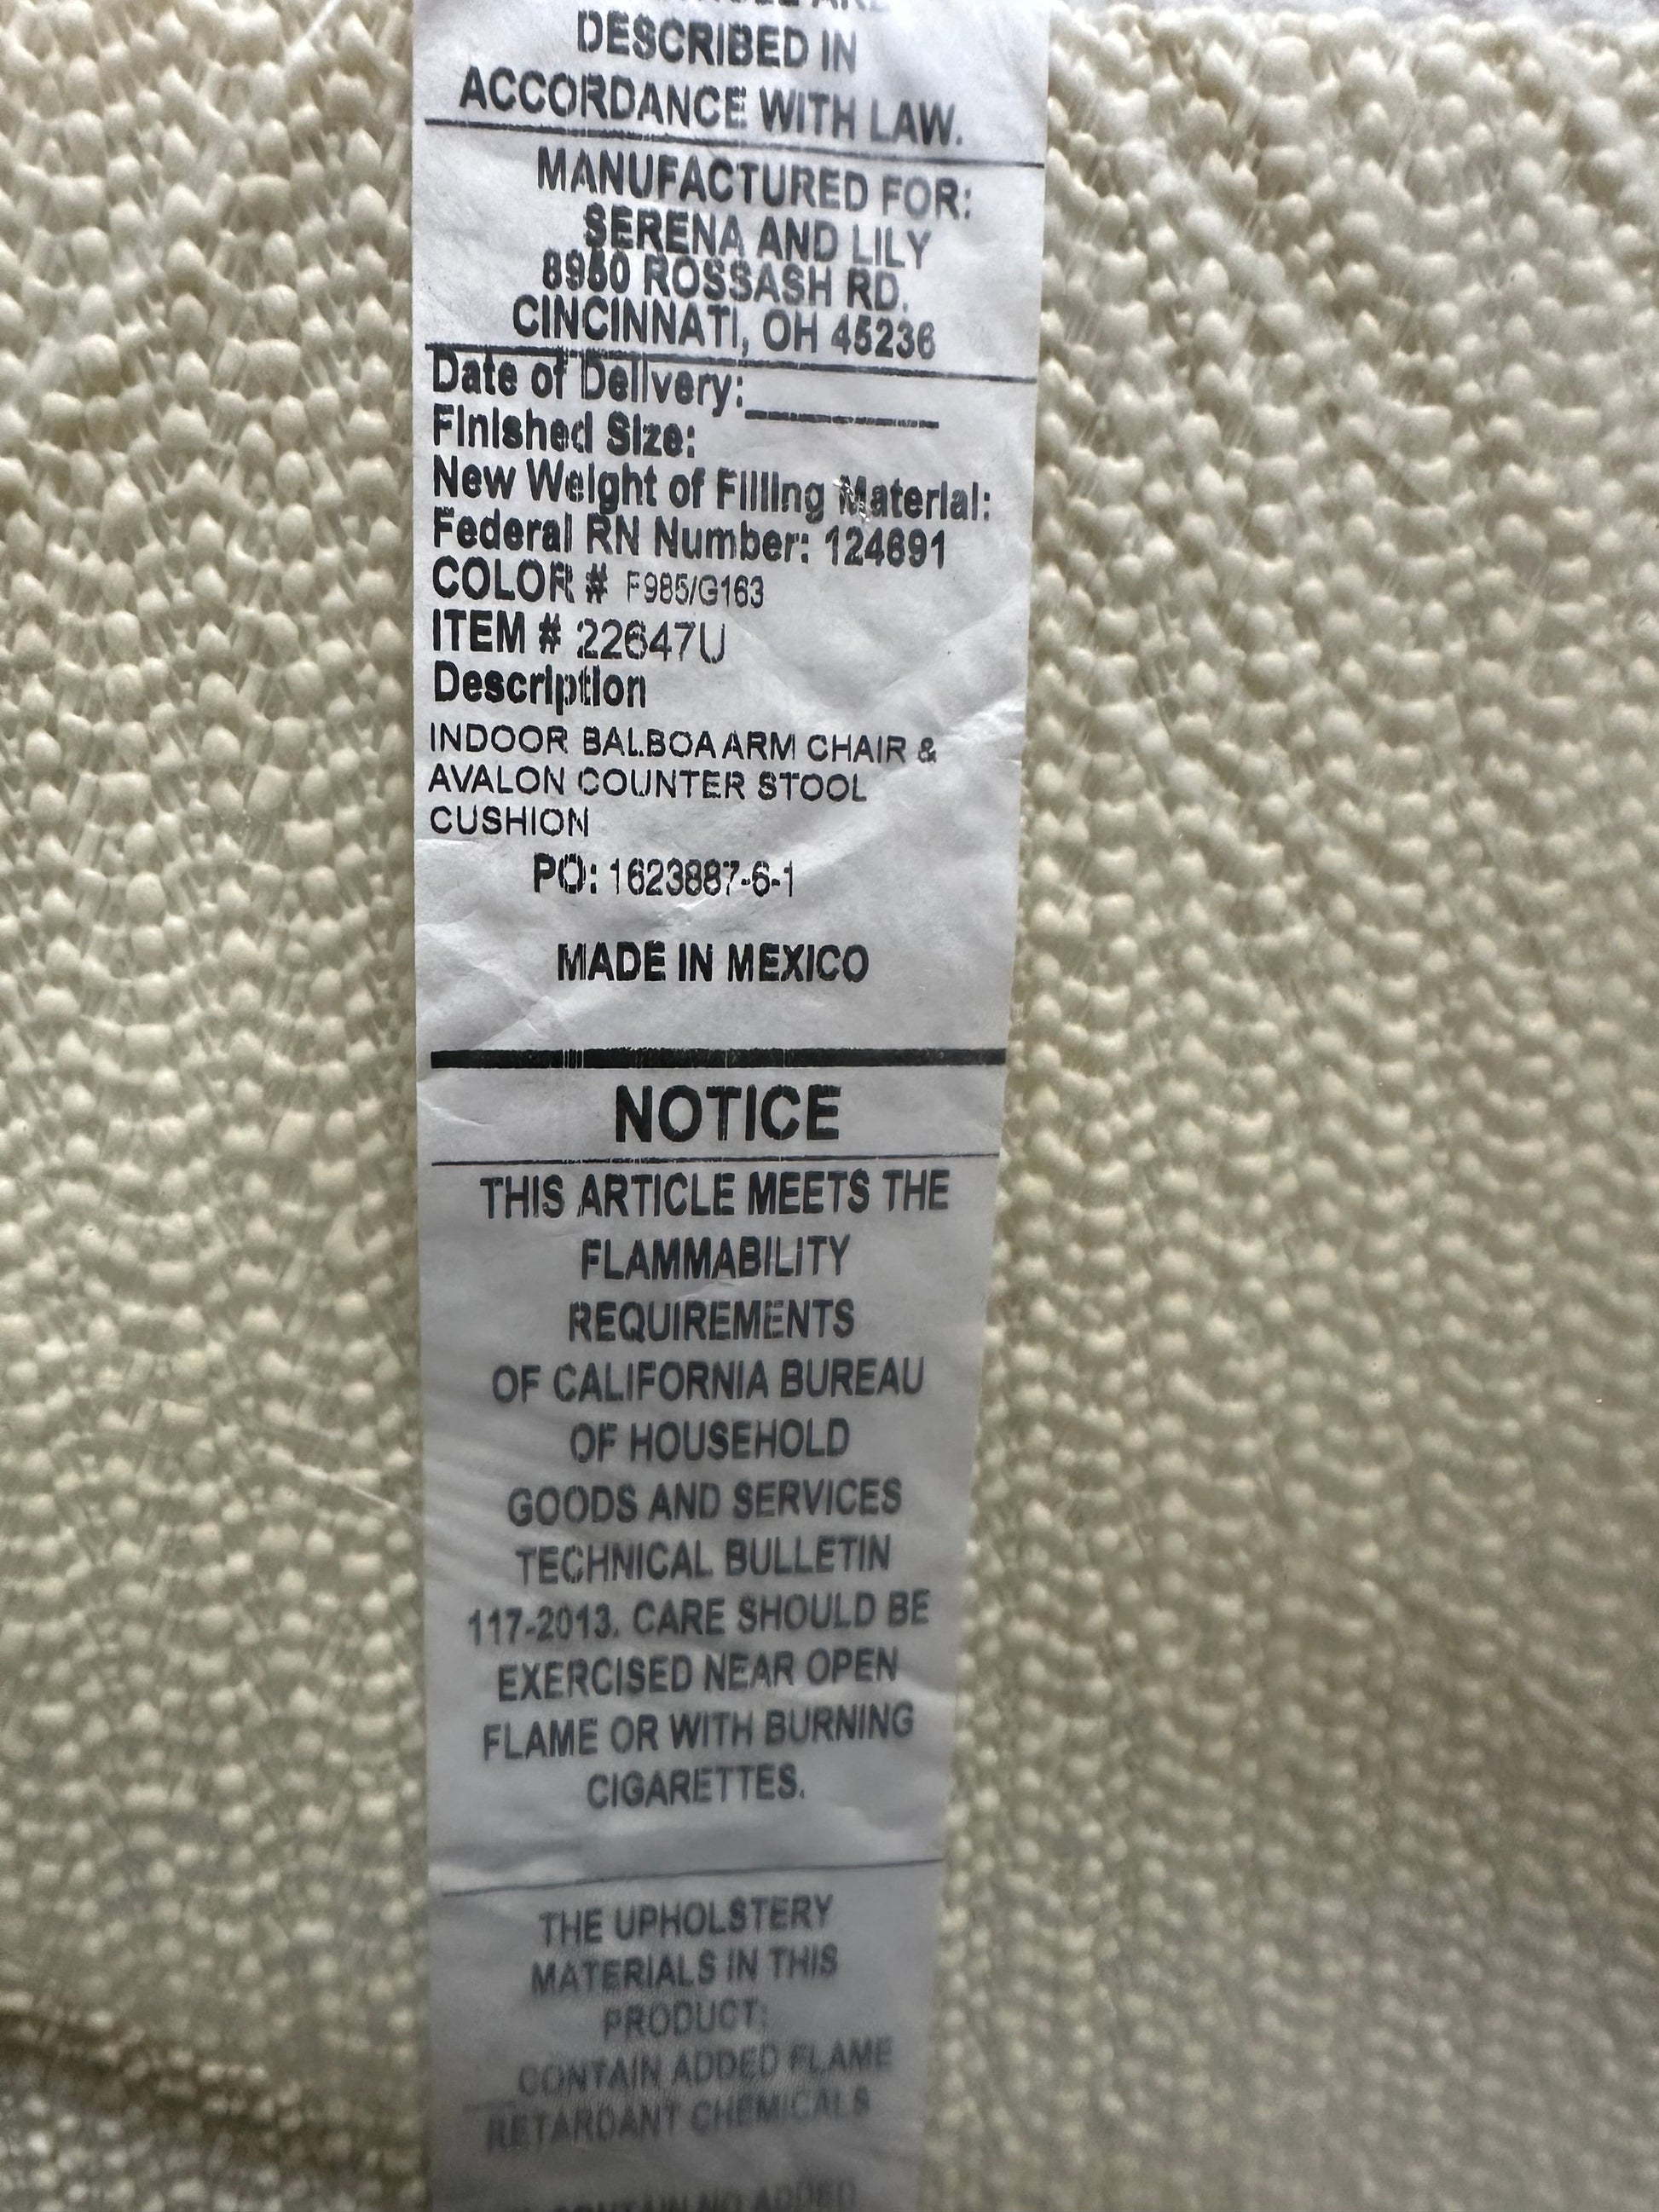 DESCRIBED IN
ACCORDANCE WITH LAW.
MANUFACTURED FOR:
SERENA AND LILY
8950 ROSSASH RD.
CINCINNATI, OH 45236
Date of Delivery:
Finished Size:
New Weight of Filling Material:
Federal RN Number: 124691
COLOR # F985/G163
ITEM # 22647U
Description
INDOOR BALBOA ARM CHAIR &
AVALON COUNTER STOOL
CUSHION
PO: 1623887-6-1
MADE IN MEXICO
NOTICE
THIS ARTICLE MEETS THE
FLAMMABILITY
REQUIREMENTS
OF CALIFORNIA BUREAU
OF HOUSEHOLD
GOODS AND SERVICES
TECHNICAL BULLETIN
117-2013. CARE SHOULD BE
EXERCISED NEAR OPEN
FLAME OR WITH BURNING
CIGARETTES.
THE UPHOLSTERY
MATERIALS IN THIS
PRODUCT:
CONTAIN ADDED FLAME
RETARDANT CHEMICALS
CONTAIN NO ADDED